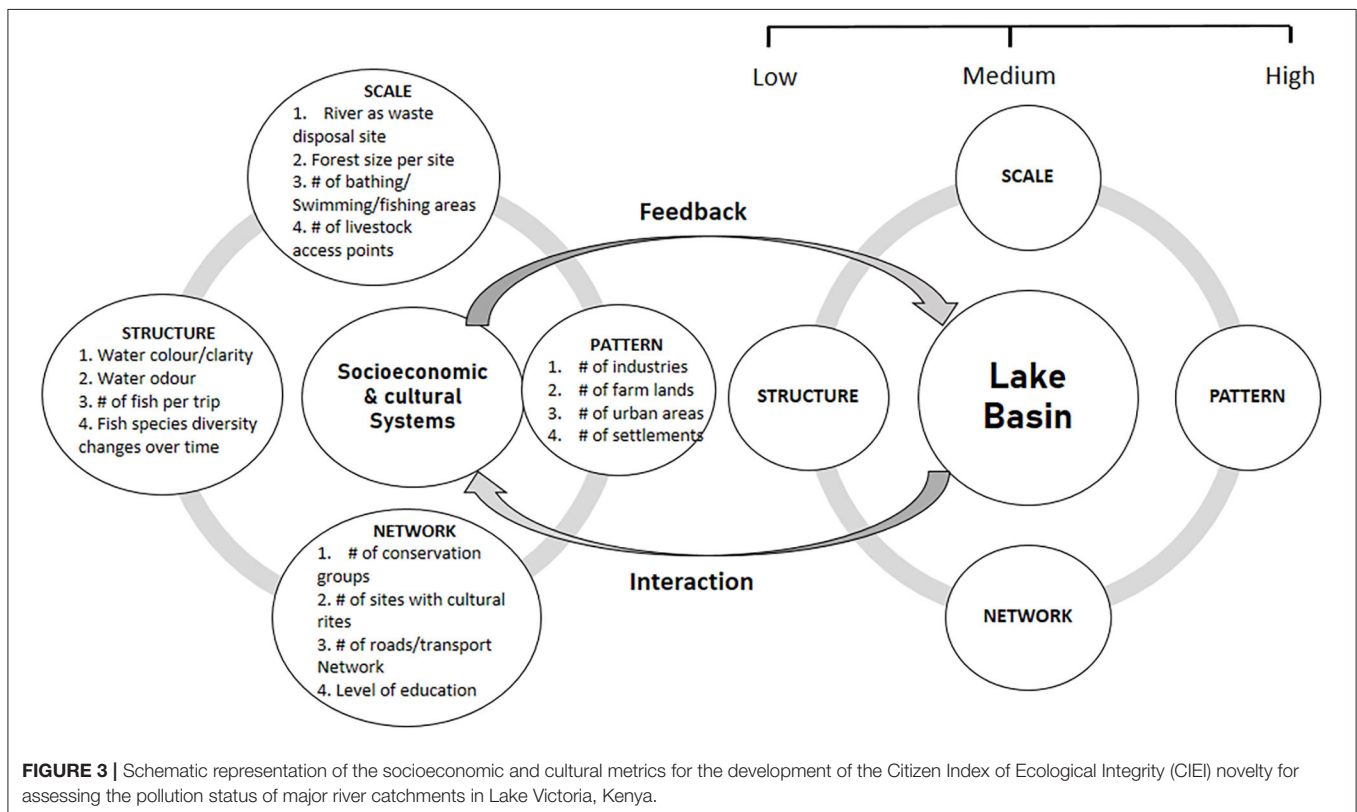 Low
Medium
High
SCALE
1. River as waste
disposal site
2. Forest size per site
3. # of bathing/
Swimming/fishing areas
4. # of livestock
access points
STRUCTURE
1. Water colour/clarity
2. Water odour
3. # of fish per trip
4. Fish species diversity
changes over time
Socioeconomic
& cultural
Systems
PATTERN
1. # of industries
2. # of farm lands
3. # of urban areas
4. # of settlements
NETWORK
1. # of conservation
groups
2. # of sites with cultural
rites
3. # of roads/transport
Network
4. Level of education
Feedback
Interaction
SCALE
STRUCTURE
Lake
Basin
PATTERN
NETWORK
FIGURE 3 | Schematic representation of the socioeconomic and cultural metrics for the development of the Citizen Index of Ecological Integrity (CIEI) novelty for
assessing the pollution status of major river catchments in Lake Victoria, Kenya.